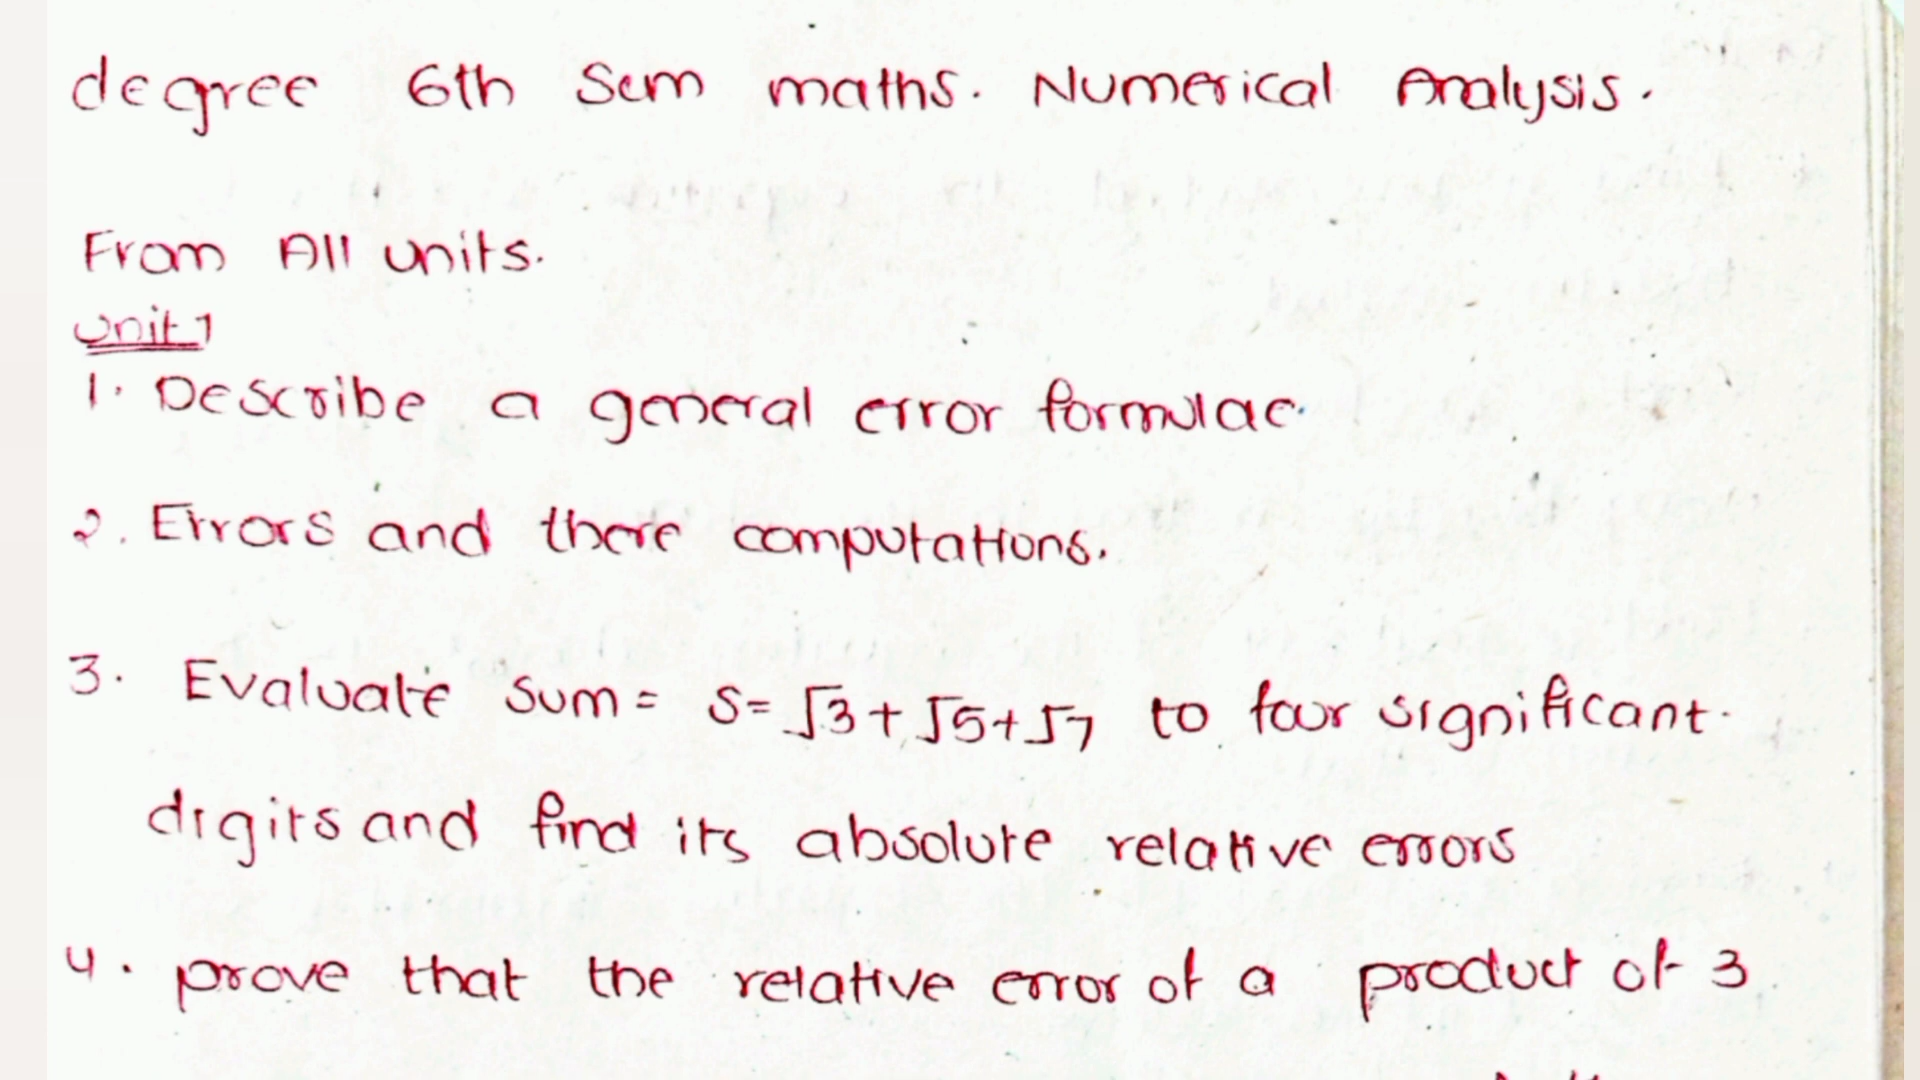 degree 6th Sem maths. Numerical Analysis.
From All units.
Unit 1
1. Describe a general error formulae.
2. Errors and there computations.
3. Evaluate sum = S= √3 + √5 + √7 to four significant.
digits and find its absolute relative errors
4. prove that the relative error of a product of 3